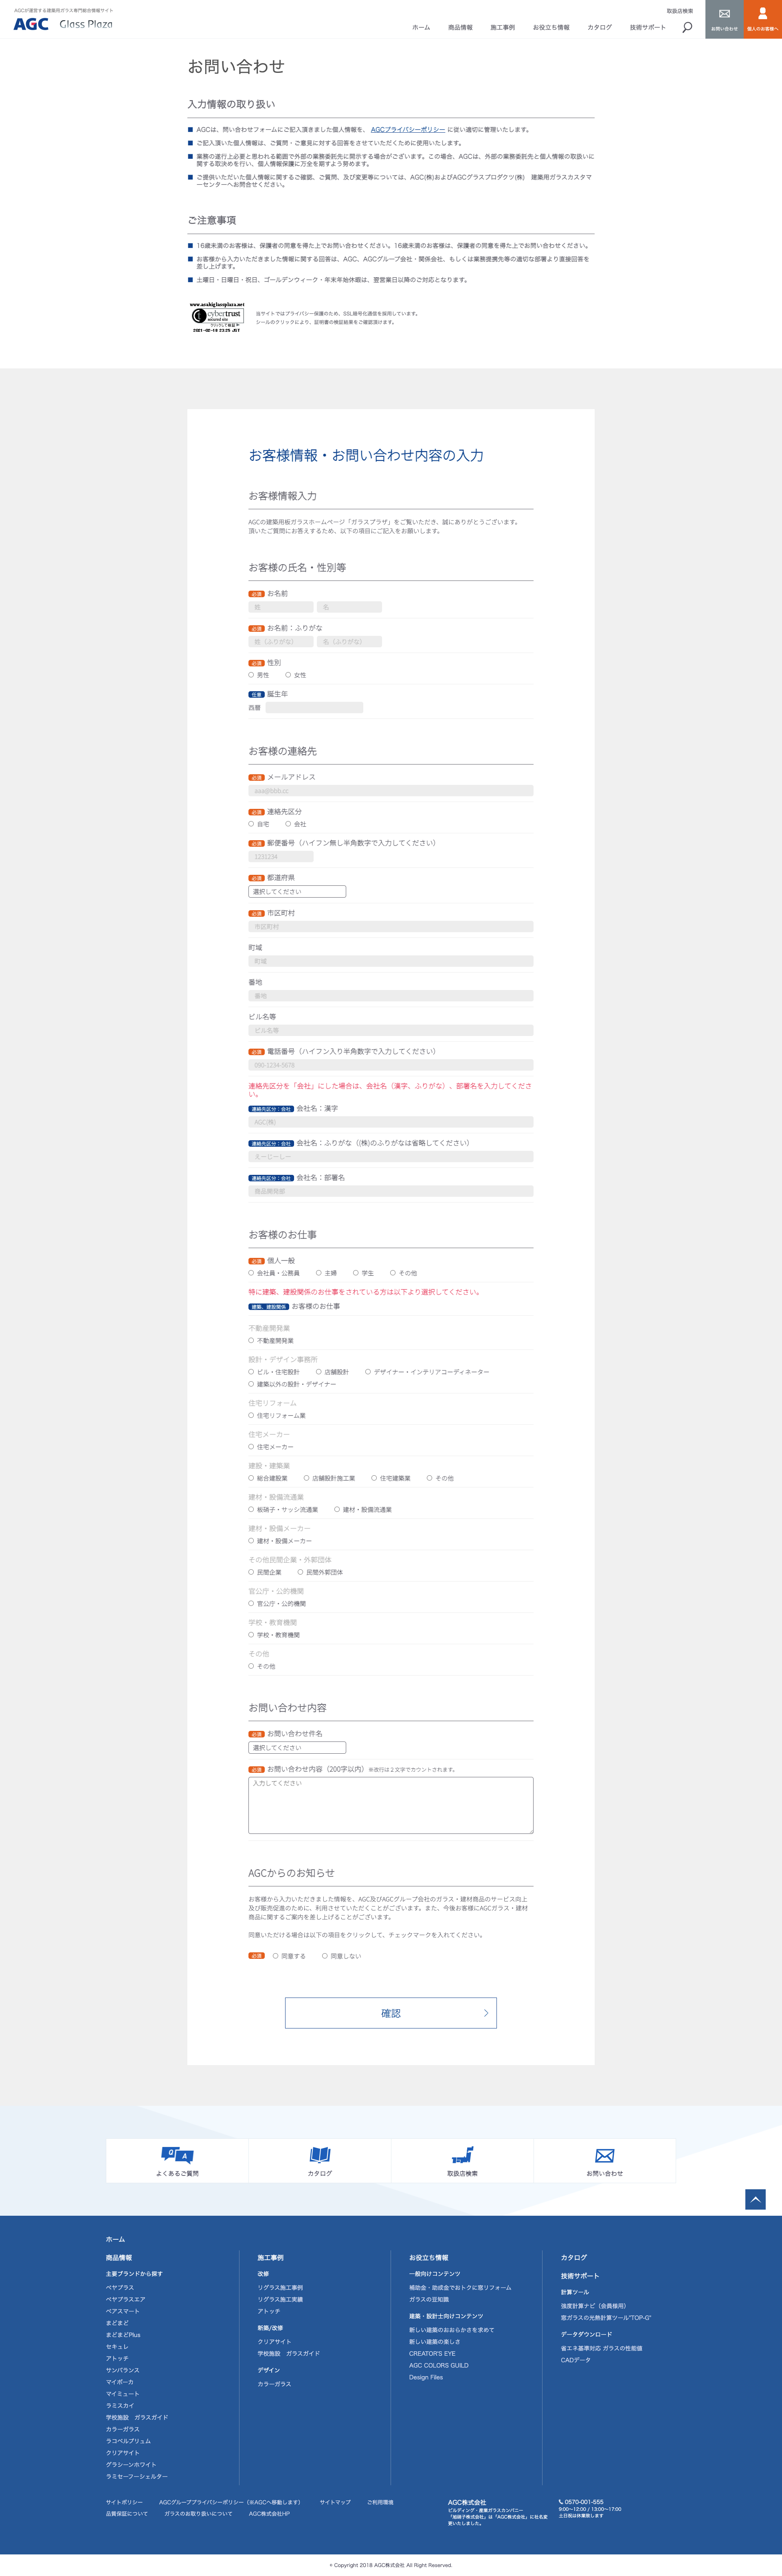 AGCが運営する建築用ガラス専門総合情報サイト
AGC Glass Plaza
取扱店検索
ホーム 商品情報 施工事例 お役立ち情報 カタログ 技術サポート
お問い合わせ 個人のお客様へ
お問い合わせ
入力情報の取り扱い
AGCは、問い合わせフォームにご記入頂きました個人情報を、 AGCプライバシーポリシー に従い適切に管理いたします。
ご記入頂いた個人情報は、ご質問・ご意見に対する回答をさせていただくために使用いたします。
業務の遂行上必要と思われる範囲で外部の業務委託先に開示する場合がございます。この場合、AGCは、外部の業務委託先と個人情報の取扱いに
関する取決めを行い、個人情報保護に万全を期すよう努めます。
ご提供いただいた個人情報に関するご確認、ご質問、及び変更等については、AGC(株)およびAGCグラスプロダクツ(株)　建築用ガラスカスタマ
ーセンターへお問合せください。
ご注意事項
16歳未満のお客様は、保護者の同意を得た上でお問い合わせください。16歳未満のお客様は、保護者の同意を得た上でお問い合わせください。
お客様から入力いただきました情報に関する回答は、AGC、AGCグループ会社・関係会社、もしくは業務提携先等の適切な部署より直接回答を
差し上げます。
土曜日・日曜日・祝日、ゴールデンウィーク・年末年始休暇は、翌営業日以降のご対応となります。
www.asahiglassplaza.net
cybertrust
secured site
クリックして検証
2021-02-18 23:25 JST
当サイトではプライバシー保護のため、SSL暗号化通信を採用しています。
シールのクリックにより、証明書の検証結果をご確認頂けます。
お客様情報・お問い合わせ内容の入力
お客様情報入力
AGCの建築用板ガラスホームページ「ガラスプラザ」をご覧いただき、誠にありがとうございます。
頂いたご質問にお答えするため、以下の項目にご記入をお願いします。
お客様の氏名・性別等
必須 お名前
姓 名
必須 お名前：ふりがな
姓（ふりがな） 名（ふりがな）
必須 性別
男性 女性
任意 誕生年
西暦
お客様の連絡先
必須 メールアドレス
aaa@bbb.cc
必須 連絡先区分
自宅 会社
必須 郵便番号（ハイフン無し半角数字で入力してください）
1231234
必須 都道府県
選択してください
必須 市区町村
市区町村
町域
町域
番地
番地
ビル名等
ビル名等
必須 電話番号（ハイフン入り半角数字で入力してください）
000-1234-5678
連絡先区分を「会社」にした場合は、会社名（漢字、ふりがな）、部署名を入力してくださ
い。
連絡先区分：会社 会社名：漢字
AGC(株)
連絡先区分：会社 会社名：ふりがな（(株)のふりがなは省略してください）
えーじーしー
連絡先区分：会社 会社名：部署名
商品開発部
お客様のお仕事
必須 個人一般
会社員・公務員 主婦 学生 その他
特に建築、建設関係のお仕事をされている方は以下より選択してください。
建築、建設関係 お客様のお仕事
不動産開発業
不動産開発業
設計・デザイン事務所
ビル・住宅設計 店舗設計 デザイナー・インテリアコーディネーター
建築以外の設計・デザイナー
住宅リフォーム
住宅リフォーム業
住宅メーカー
住宅メーカー
建設・建築業
総合建設業 店舗設計施工業 住宅建築業 その他
建材・設備流通業
板硝子・サッシ流通業 建材・設備流通業
建材・設備メーカー
建材・設備メーカー
その他民間企業・外郭団体
民間企業 民間外郭団体
官公庁・公的機関
官公庁・公的機関
学校・教育機関
学校・教育機関
その他
その他
お問い合わせ内容
必須 お問い合わせ件名
選択してください
必須 お問い合わせ内容（200字以内）※改行は２文字でカウントされます。
入力してください
AGCからのお知らせ
お客様から入力いただきました情報を、AGC及びAGCグループ会社のガラス・建材商品のサービス向上
及び販売促進のために、利用させていただくことがございます。また、今後お客様にAGCガラス・建材
商品に関するご案内を差し上げることがございます。
同意いただける場合は以下の項目をクリックして、チェックマークを入れてください。
必須 同意する 同意しない
確認
Q A
よくあるご質問 カタログ 取扱店検索 お問い合わせ
ホーム
商品情報
主要ブランドから探す
ペヤプラス
ペヤプラスエア
ペアスマート
まどまど
まどまどPlus
セキュレ
アトッチ
サンバランス
マイボーカ
マイミュート
ラミスカイ
学校施設　ガラスガイド
カラーガラス
ラコベルプリュム
クリアサイト
グラシーンホワイト
ラミセーフーシェルター
施工事例
改修
リグラス施工事例
リグラス施工実績
アトッチ
新築/改修
クリアサイト
学校施設　ガラスガイド
デザイン
カラーガラス
お役立ち情報
一般向けコンテンツ
補助金・助成金でおトクに窓リフォーム
ガラスの豆知識
建築・設計士向けコンテンツ
新しい建築のおおらかさを求めて
新しい建築の楽しさ
CREATOR'S EYE
AGC COLORS GUILD
Design Files
カタログ
技術サポート
計算ツール
強度計算ナビ（会員様用）
窓ガラスの光熱計算ツール"TOP-G"
データダウンロード
省エネ基準対応 ガラスの性能値
CADデータ
サイトポリシー AGCグループプライバシーポリシー（※AGCへ移動します） サイトマップ ご利用環境
品質保証について ガラスのお取り扱いについて AGC株式会社HP
AGC株式会社
ビルディング・産業ガラスカンパニー
「旭硝子株式会社」は「AGC株式会社」に社名変
更いたしました。
0570-001-555
9:00〜12:00 / 13:00〜17:00
土日祝は休業致します
© Copyright 2018 AGC株式会社 All Right Reserved.